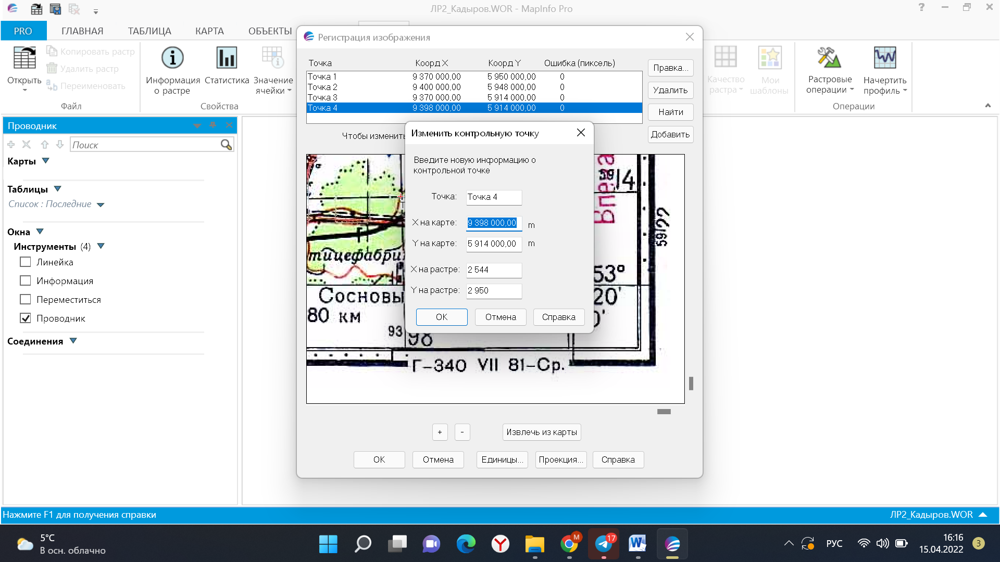 ЛР2_Кадыров.WOR - MapInfo Pro
PRO
ГЛАВНАЯ
ТАБЛИЦА
КАРТА
ОБЪЕКТЫ
Открыть
Копировать растр
Удалить растр
Переименовать
Файл
Информация
о растре
Статистика
Значение
ячейки
Свойства
Качество
растра
Мои
шаблоны
Растровые
операции
Начертить
профиль
Операции
Проводник
Поиск
Карты
Таблицы
Список : Последние
Окна
Инструменты (4)
Линейка
Информация
Переместиться
Проводник
Соединения
Регистрация изображения
Точка Коорд X Коорд Y Ошибка (пиксель)
Точка 1 9 370 000,00 5 950 000,00 0
Точка 2 9 400 000,00 5 948 000,00 0
Точка 3 9 370 000,00 5 914 000,00 0
Точка 4 9 398 000,00 5 914 000,00 0
Правка...
Удалить
Найти
Добавить
Чтобы изменить
Изменить контрольную точку
Введите новую информацию о
контрольной точке
Точка: Точка 4
X на карте: 9 398 000,00 m
Y на карте: 5 914 000,00 m
X на растре: 2 544
Y на растре: 2 950
OK Отмена Справка
5914
Впера
59 22
тицефабри
53°
20'
0'
Сосновы
80 км
93 98
Г-340 VII 81-Ср.
+ - Извлечь из карты
OK Отмена Единицы... Проекция... Справка
Нажмите F1 для получения справки
ЛР2_Кадыров.WOR
5°C
В осн. облачно
M
17
РУС
16:16
15.04.2022
3